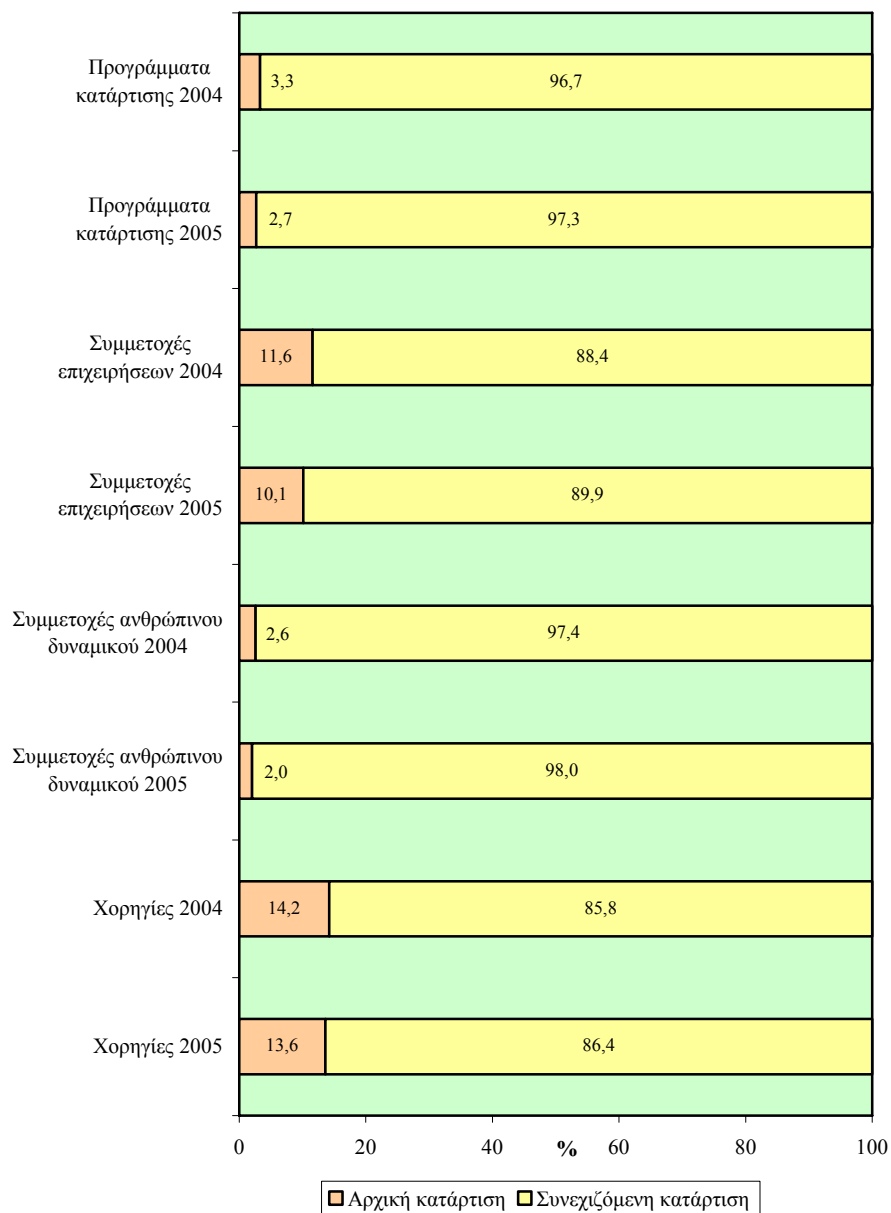 Προγράμματα
κατάρτισης 2004
3,3
96,7
Προγράμματα
κατάρτισης 2005
2,7
97,3
Συμμετοχές
επιχειρήσεων 2004
11,6
88,4
Συμμετοχές
επιχειρήσεων 2005
10,1
89,9
Συμμετοχές ανθρώπινου
δυναμικού 2004
2,6
97,4
Συμμετοχές ανθρώπινου
δυναμικού 2005
2,0
98,0
Χορηγίες 2004
14,2
85,8
Χορηγίες 2005
13,6
86,4
0 20 40 % 60 80 100
Αρχική κατάρτιση Συνεχιζόμενη κατάρτιση